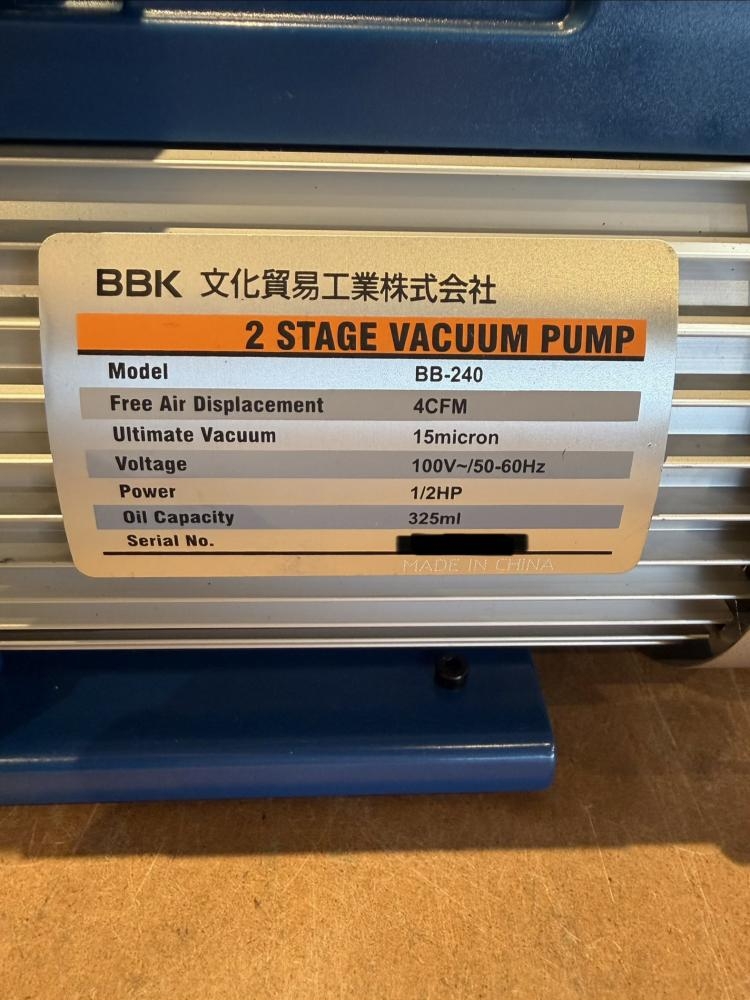 BBK 文化貿易工業株式会社
2 STAGE VACUUM PUMP
Model BB-240
Free Air Displacement 4CFM
Ultimate Vacuum 15micron
Voltage 100V~/50-60Hz
Power 1/2HP
Oil Capacity 325ml
Serial No.
MADE IN CHINA